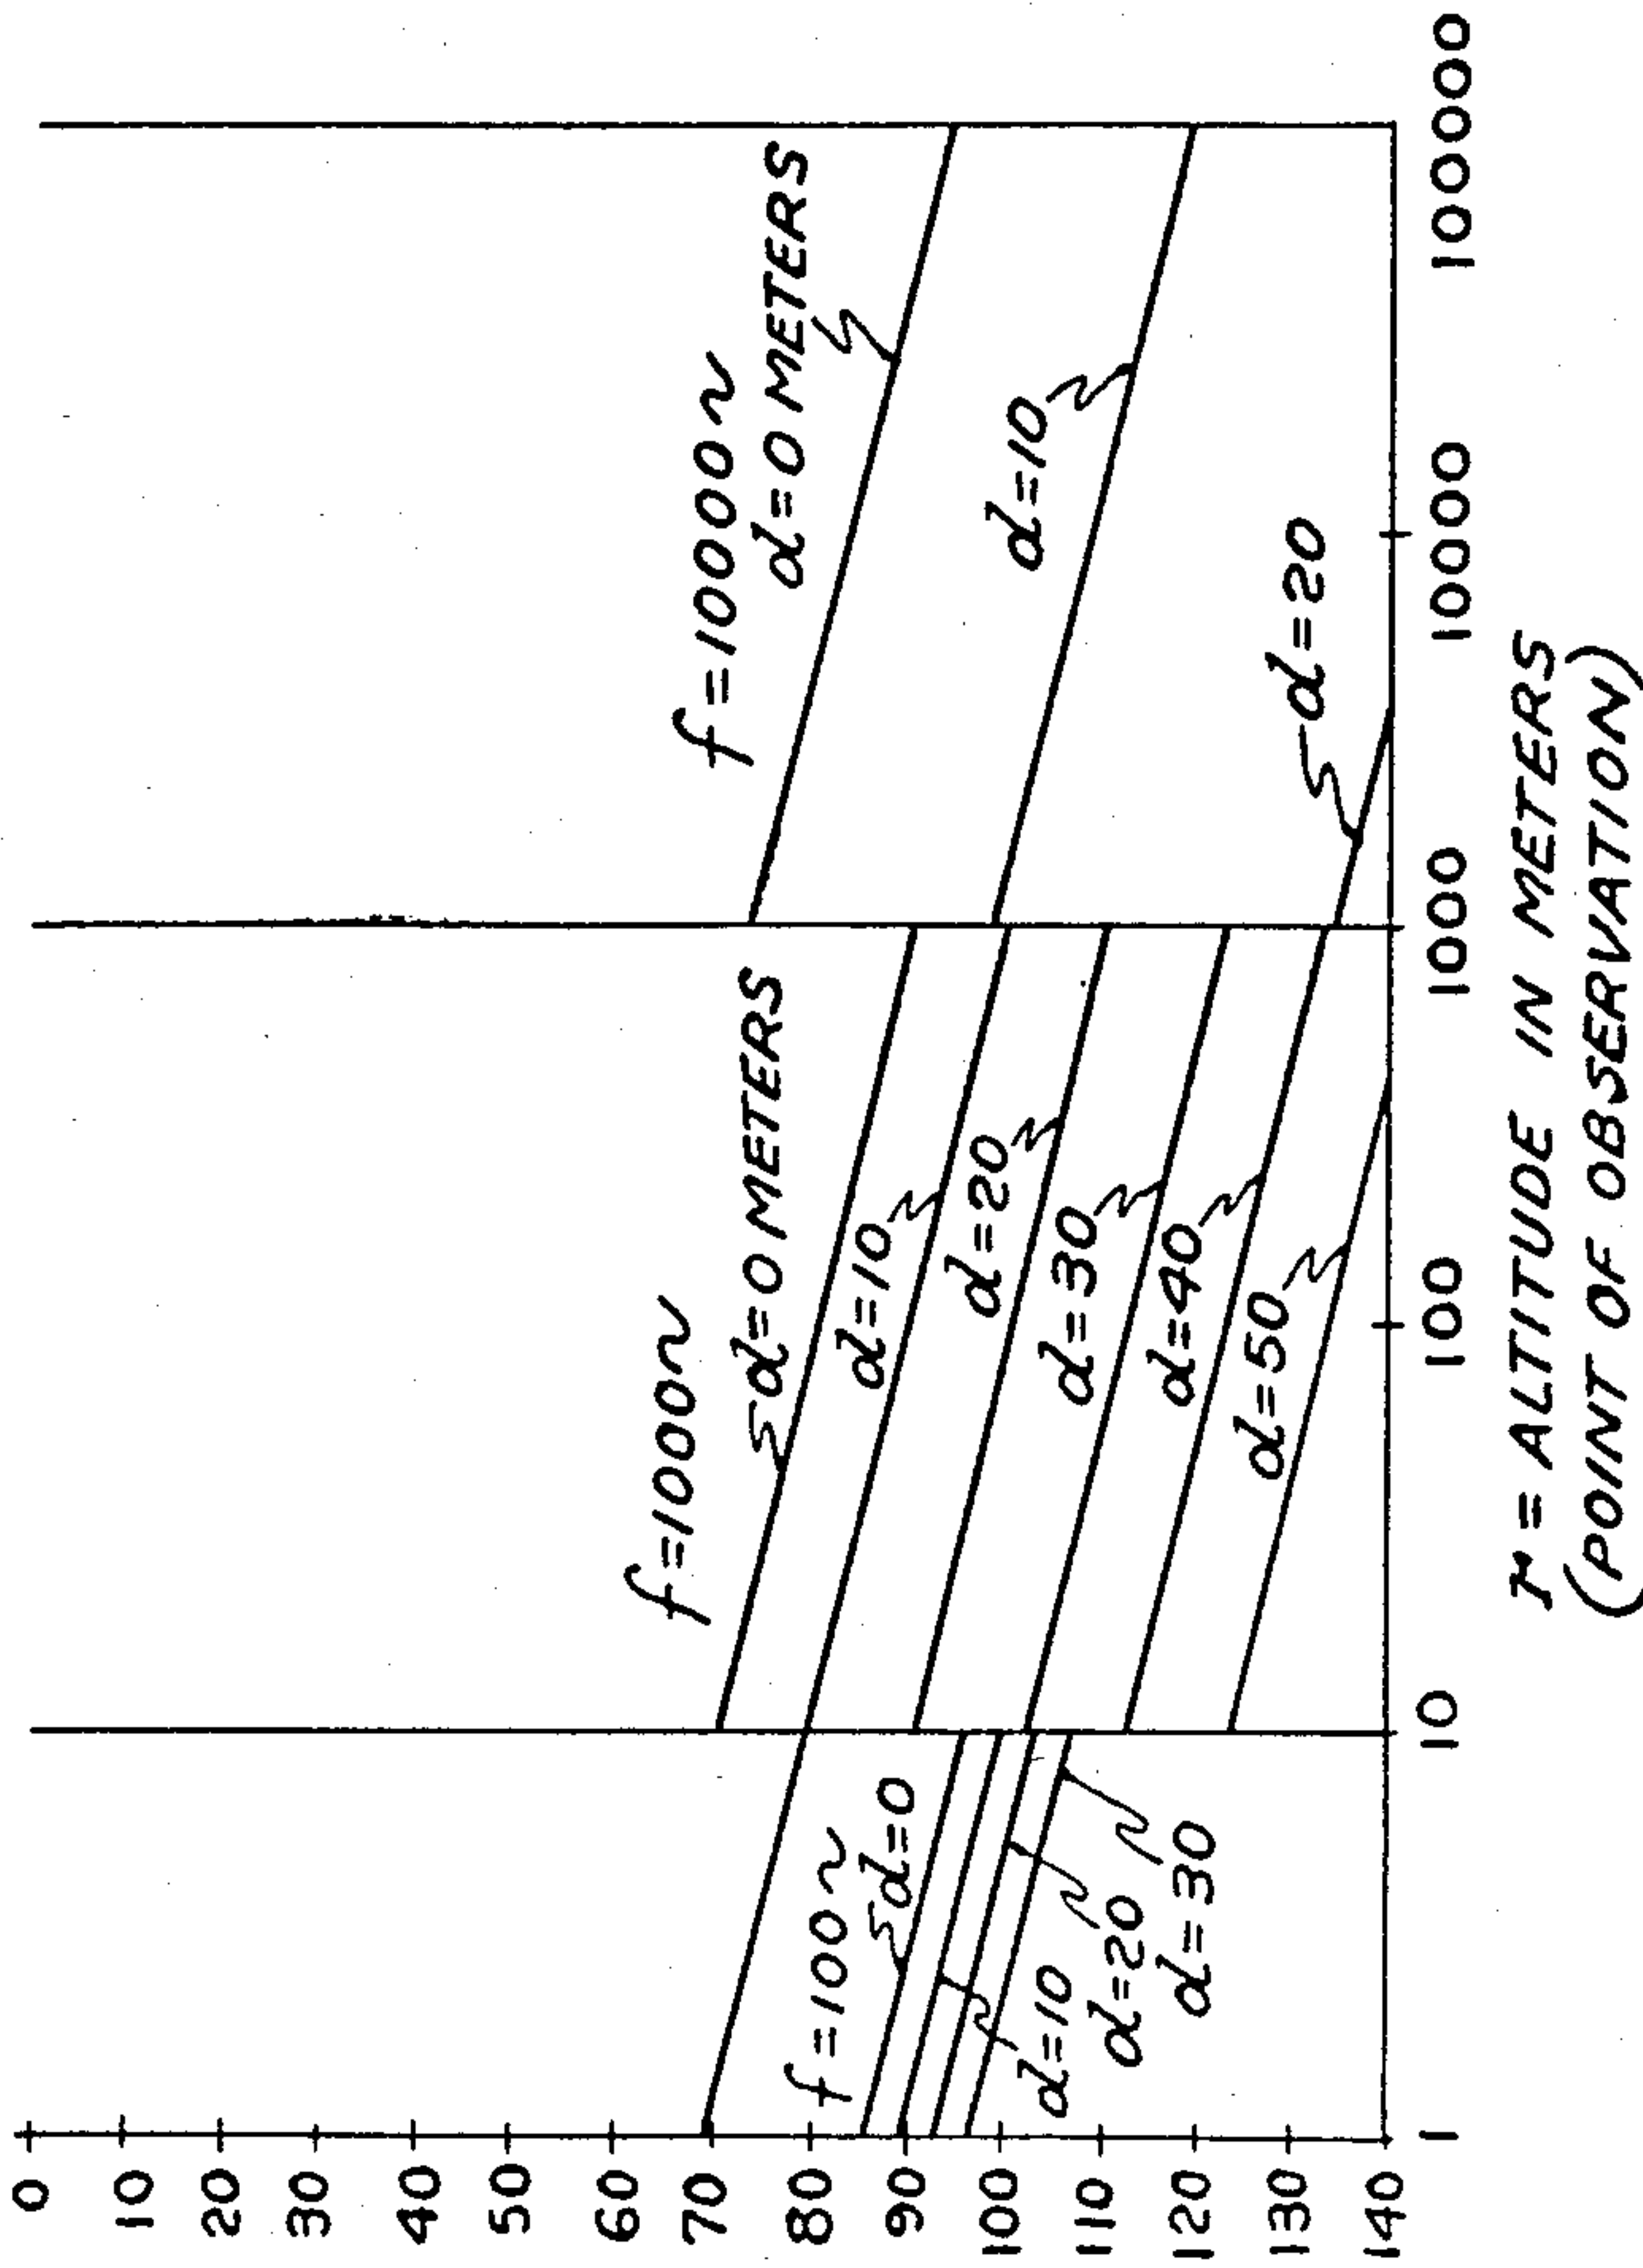 0
10
20
30
40
50
60
70
80
90
100
110
120
130
140
f=100~
d=0
d=10
d=20
d=30
f=1000~
d=0 METERS
d=10
d=20
d=30
d=40
d=50
f=10000~
d=0 METERS
d=10
d=20
1
10
100
1000
10000
100000
r = ALTITUDE IN METERS
(POINT OF OBSERVATION)